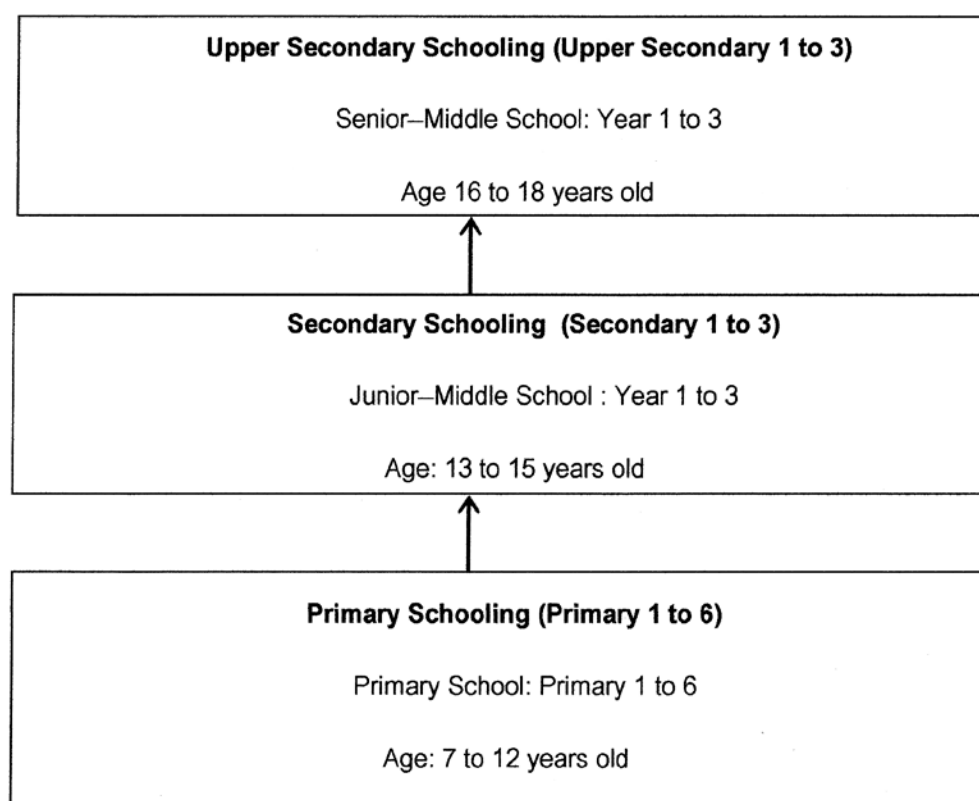 Upper Secondary Schooling (Upper Secondary 1 to 3)
Senior–Middle School: Year 1 to 3
Age 16 to 18 years old
Secondary Schooling (Secondary 1 to 3)
Junior–Middle School : Year 1 to 3
Age: 13 to 15 years old
Primary Schooling (Primary 1 to 6)
Primary School: Primary 1 to 6
Age: 7 to 12 years old